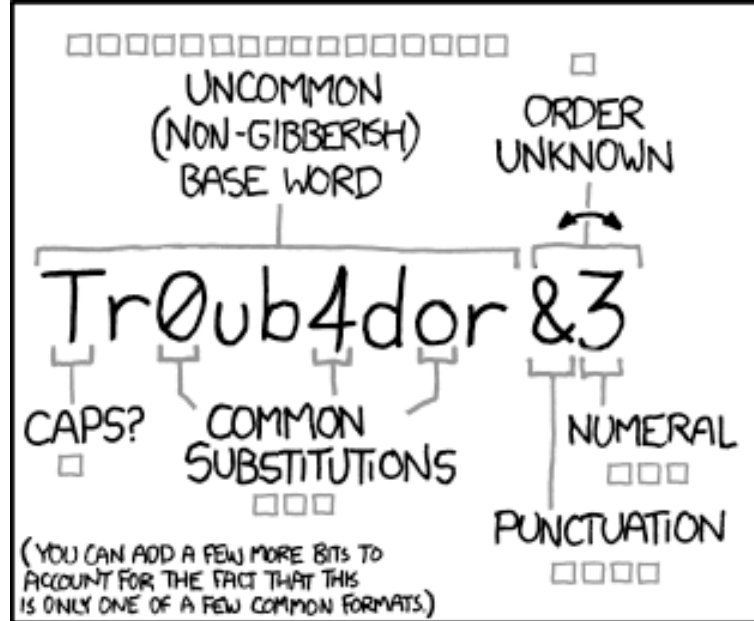 UNCOMMON
(NON-GIBBERISH)
BASE WORD
ORDER
UNKNOWN
Tr0ub4dor &3
CAPS?
COMMON
SUBSTITUTIONS
NUMERAL
PUNCTUATION
(YOU CAN ADD A FEW MORE BITS TO
ACCOUNT FOR THE FACT THAT THIS
IS ONLY ONE OF A FEW COMMON FORMATS.)